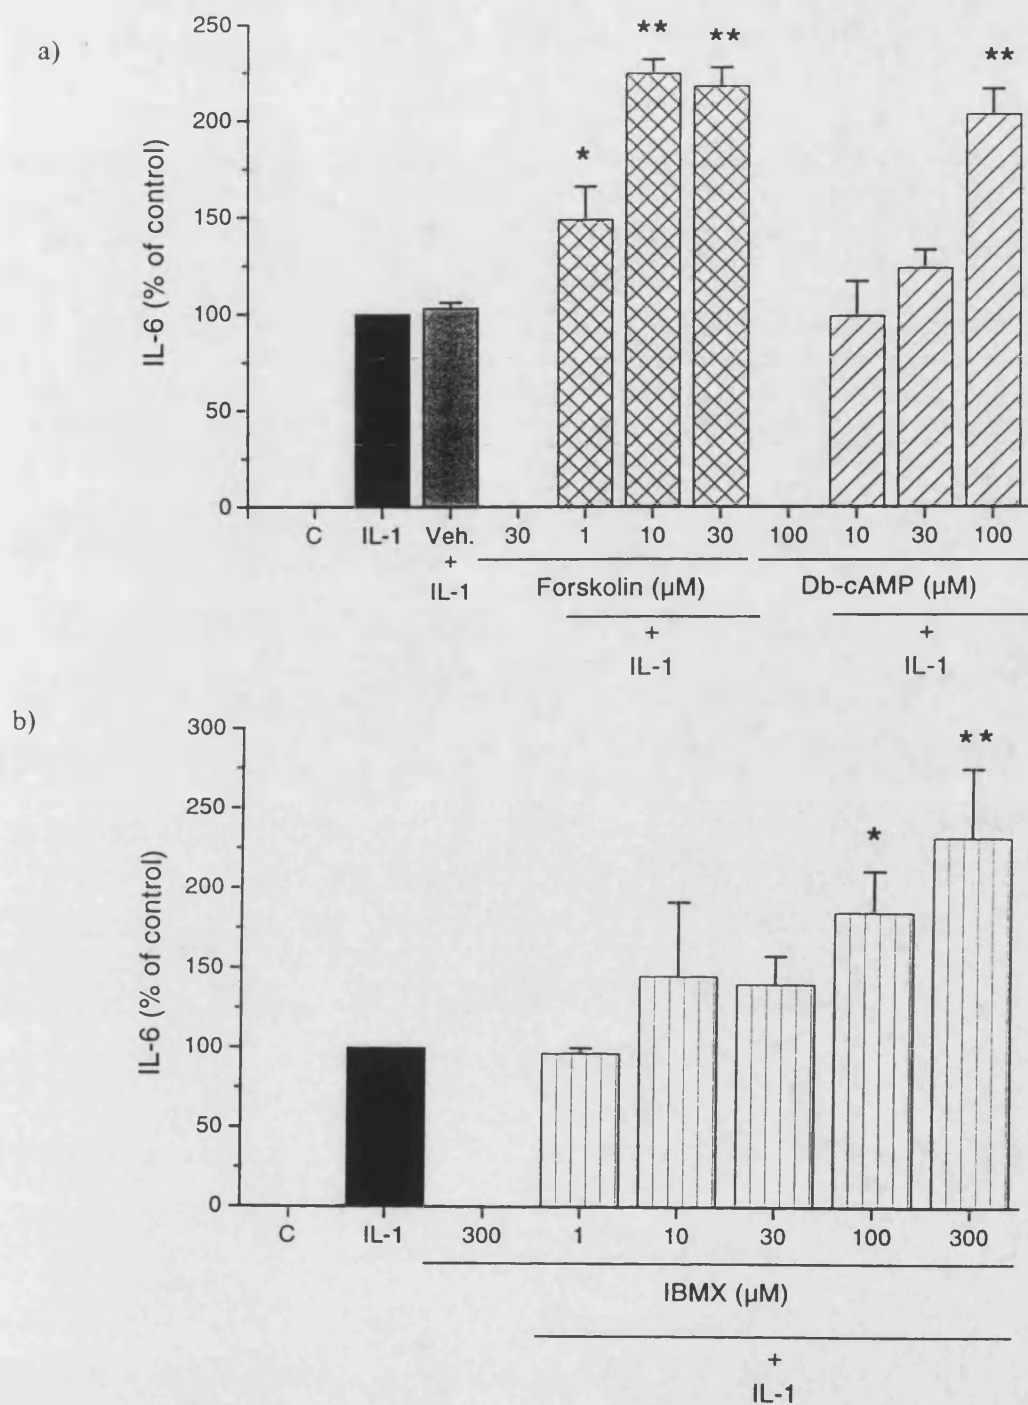 a)
250
200
150
100
50
0
IL-6 (% of control)
**
**
**
*
C IL-1 Veh. 30 1 10 30 100 10 30 100
+
IL-1
Forskolin (µM) Db-cAMP (µM)
+ +
IL-1 IL-1
b)
300
250
200
150
100
50
0
IL-6 (% of control)
**
*
C IL-1 300 1 10 30 100 300
IBMX (µM)
+
IL-1